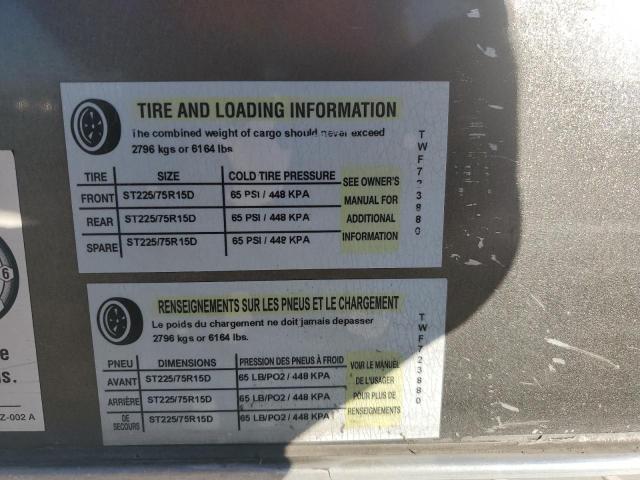 TIRE AND LOADING INFORMATION
The combined weight of cargo should never exceed
2796 kgs or 6164 lbs
TIRE SIZE COLD TIRE PRESSURE
FRONT ST225/75R15D 65 PSI / 448 KPA
REAR ST225/75R15D 65 PSI / 448 KPA
SPARE ST225/75R15D 65 PSI / 448 KPA
SEE OWNER'S
MANUAL FOR
ADDITIONAL
INFORMATION
TWF723880
RENSEIGNEMENTS SUR LES PNEUS ET LE CHARGEMENT
Le poids du chargement ne doit jamais depasser
2796 kgs or 6164 lbs.
PNEU DIMENSIONS PRESSION DES PNEUS À FROID
AVANT ST225/75R15D 65 LB/PO2 / 448 KPA
ARRIÈRE ST225/75R15D 65 LB/PO2 / 448 KPA
DE
SECOURS ST225/75R15D 65 LB/PO2 / 448 KPA
VOIR LE MANUEL
DE L'USAGER
POUR PLUS DE
RENSEIGNEMENTS
TWF723880
6
e
s.
Z-002 A